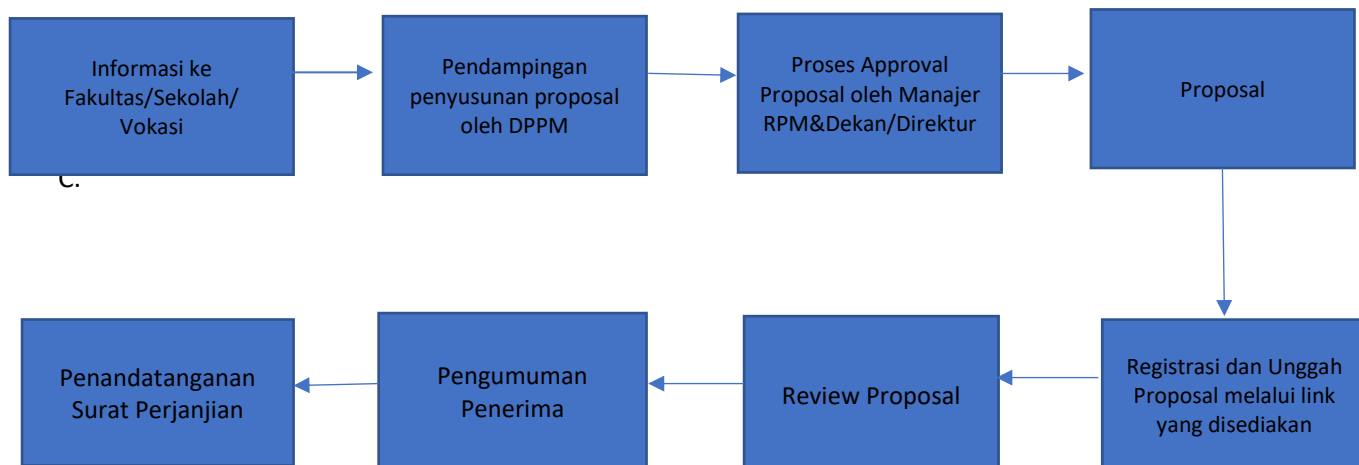 Informasi ke
Fakultas/Sekolah/
Vokasi
Pendampingan
penyusunan proposal
oleh DPPM
Proses Approval
Proposal oleh Manajer
RPM&Dekan/Direktur
Proposal
C.
Registrasi dan Unggah
Proposal melalui link
yang disediakan
Review Proposal
Pengumuman
Penerima
Penandatanganan
Surat Perjanjian